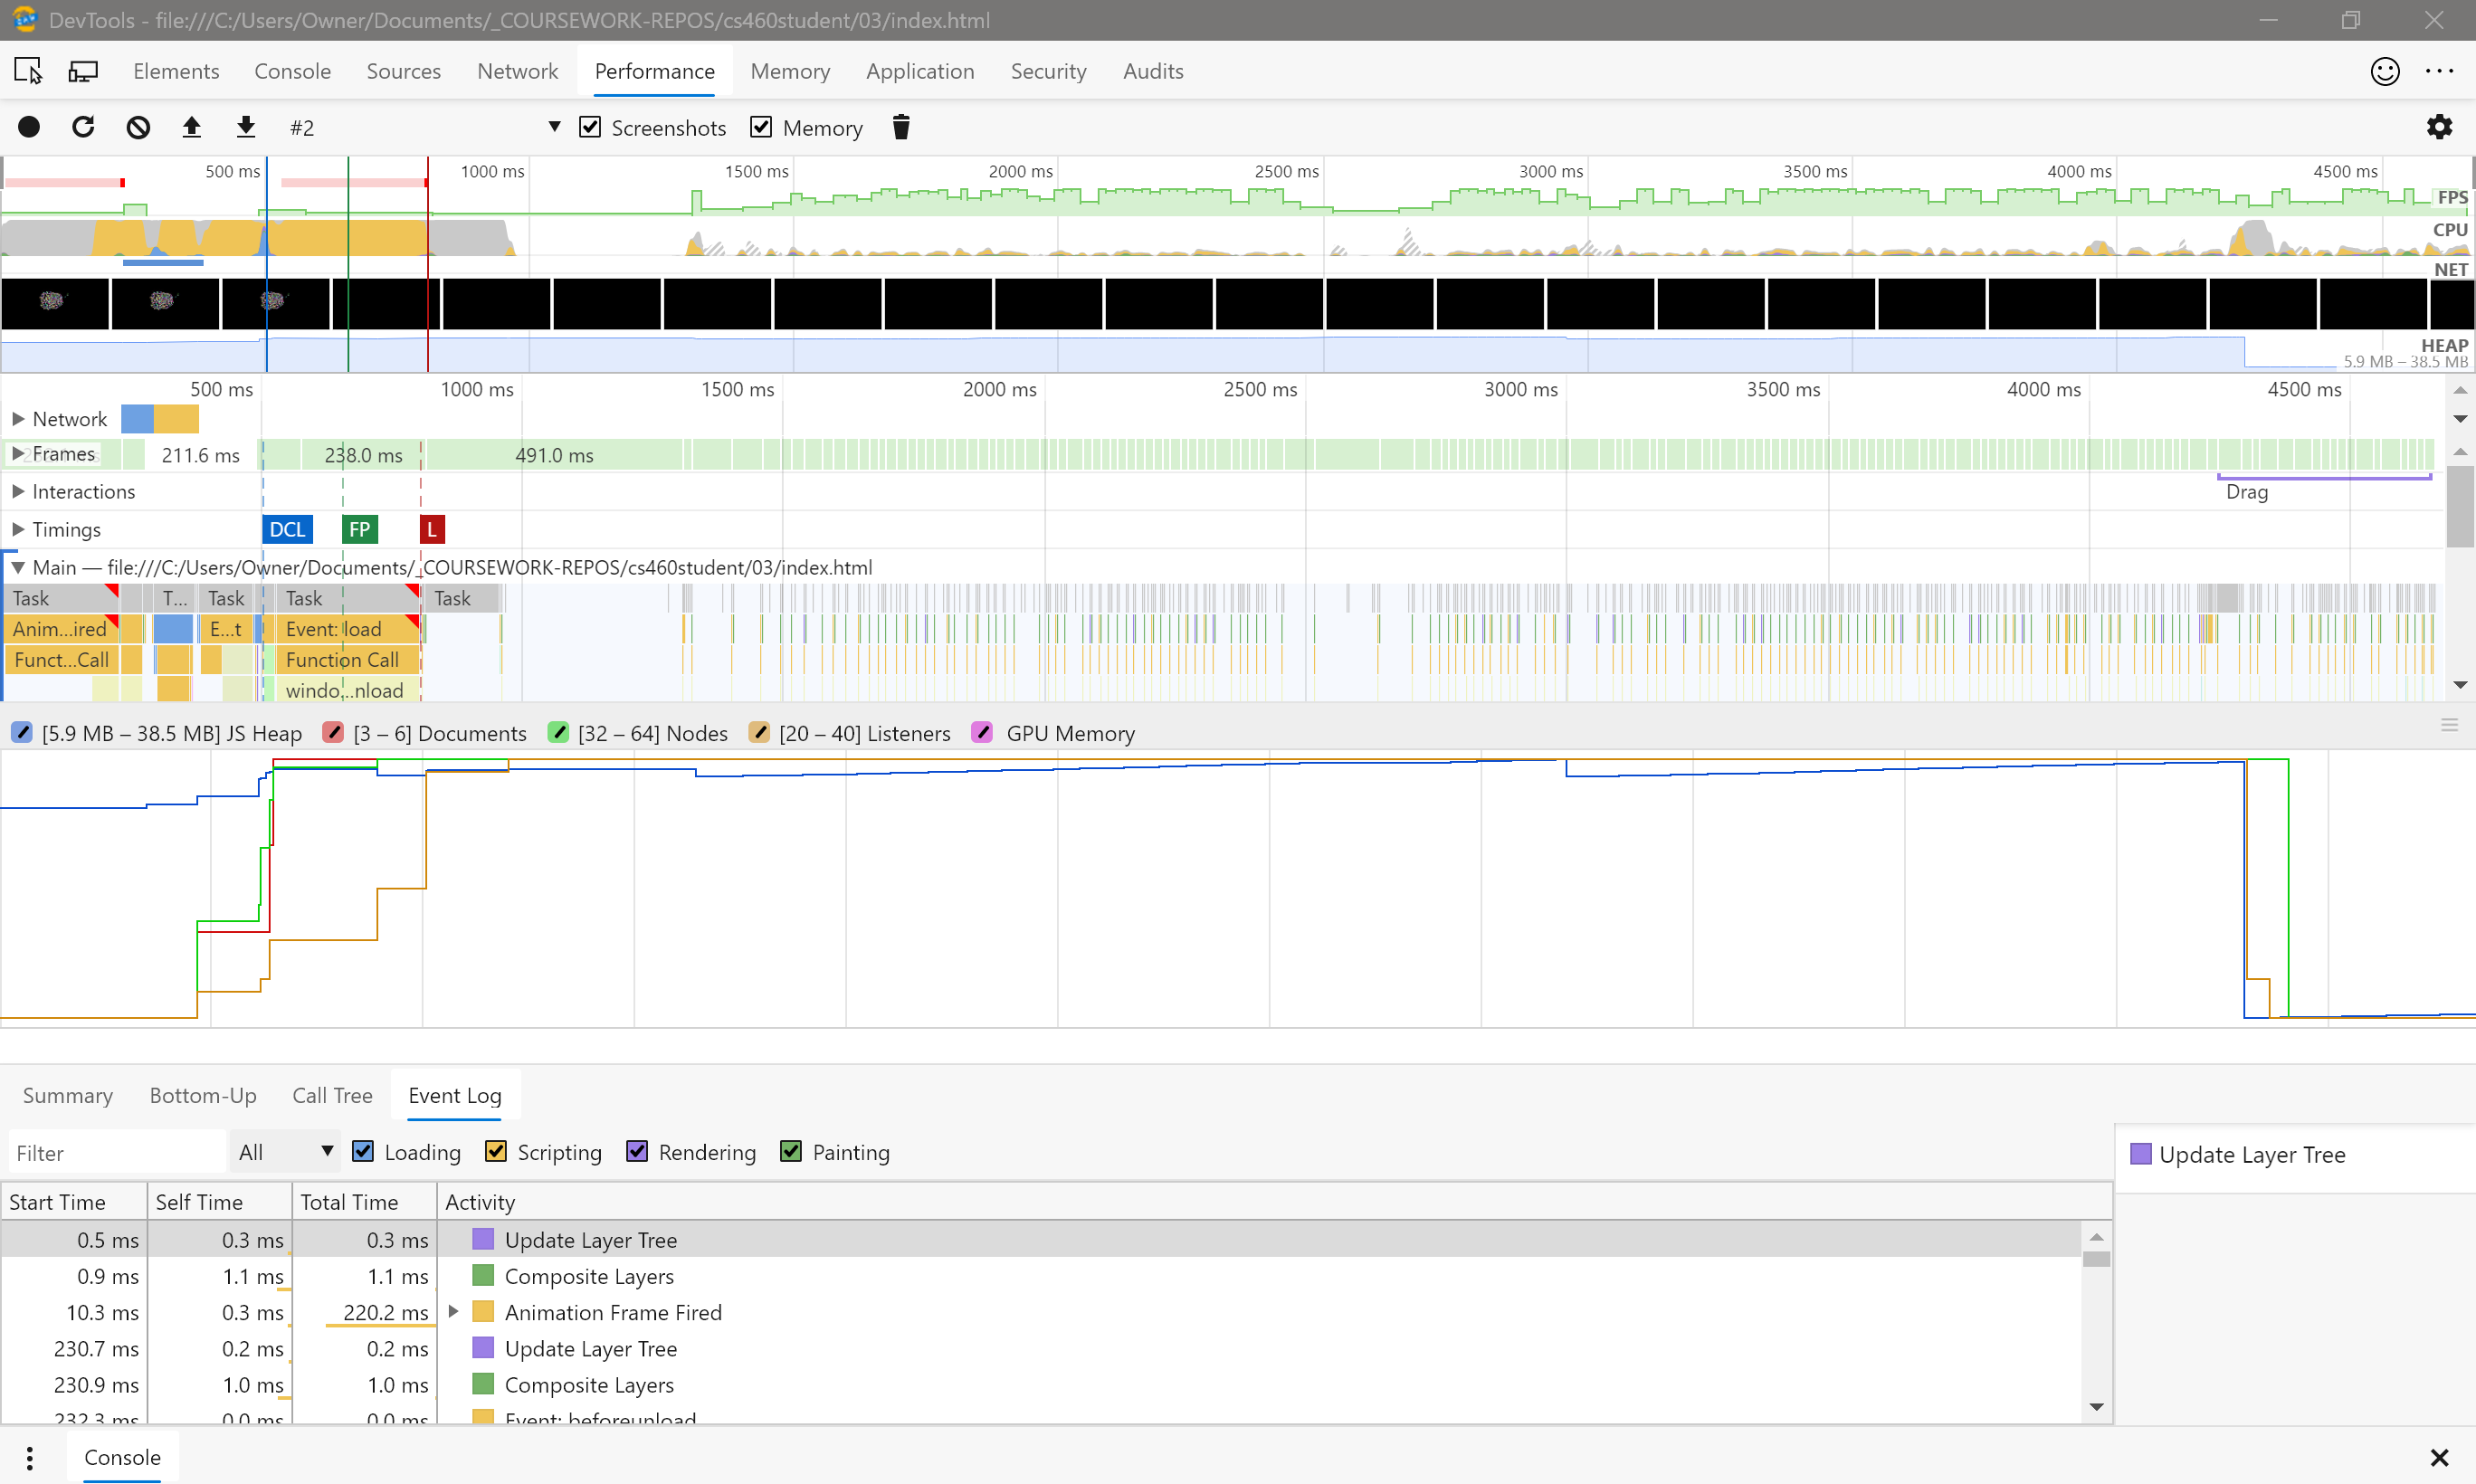 DevTools - file:///C:/Users/Owner/Documents/_COURSEWORK-REPOS/cs460student/03/index.html
Elements Console Sources Network Performance Memory Application Security Audits
#2 Screenshots Memory
500 ms 1000 ms 1500 ms 2000 ms 2500 ms 3000 ms 3500 ms 4000 ms 4500 ms
FPS
CPU
NET
HEAP
5.9 MB – 38.5 MB
500 ms 1000 ms 1500 ms 2000 ms 2500 ms 3000 ms 3500 ms 4000 ms 4500 ms
Network
Frames 211.6 ms 238.0 ms 491.0 ms
Interactions Drag
Timings DCL FP L
Main — file:///C:/Users/Owner/Documents/_COURSEWORK-REPOS/cs460student/03/index.html
Task T... Task Task Task
Anim...ired E...t Event: load
Funct...Call Function Call
windo...nload
[5.9 MB – 38.5 MB] JS Heap [3 – 6] Documents [32 – 64] Nodes [20 – 40] Listeners GPU Memory
Summary Bottom-Up Call Tree Event Log
Filter All Loading Scripting Rendering Painting
Update Layer Tree
Start Time Self Time Total Time Activity
0.5 ms 0.3 ms 0.3 ms Update Layer Tree
0.9 ms 1.1 ms 1.1 ms Composite Layers
10.3 ms 0.3 ms 220.2 ms Animation Frame Fired
230.7 ms 0.2 ms 0.2 ms Update Layer Tree
230.9 ms 1.0 ms 1.0 ms Composite Layers
232.3 ms 0.0 ms 0.0 ms Event: beforeunload
Console